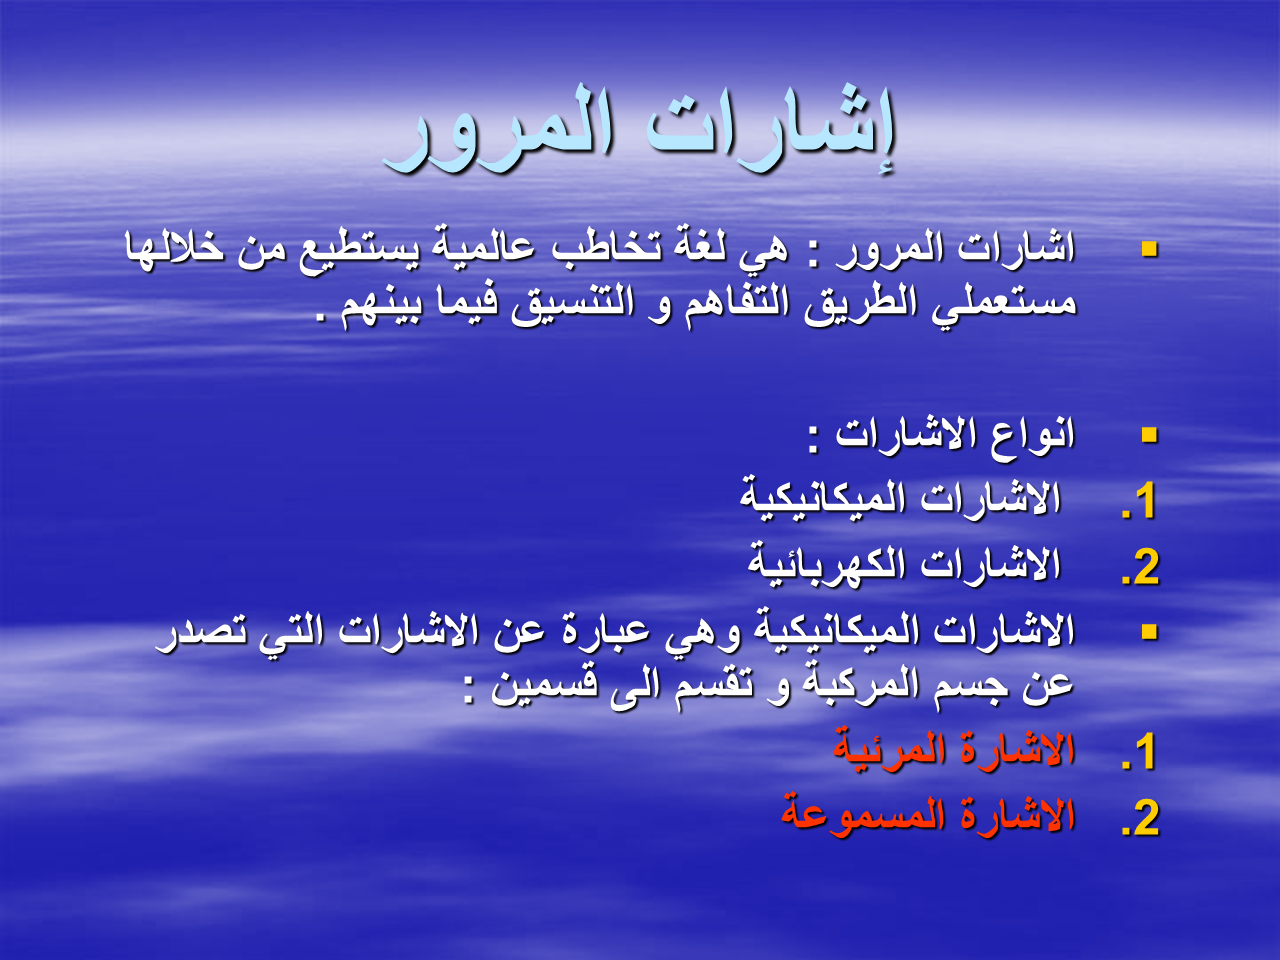 إشارات المرور
▪ اشارات المرور : هي لغة تخاطب عالمية يستطيع من خلالها
مستعملي الطريق التفاهم و التنسيق فيما بينهم .
▪ انواع الاشارات :
1. الاشارات الميكانيكية
2. الاشارات الكهربائية
▪ الاشارات الميكانيكية وهي عبارة عن الاشارات التي تصدر
عن جسم المركبة و تقسم الى قسمين :
1. الاشارة المرئية
2. الاشارة المسموعة